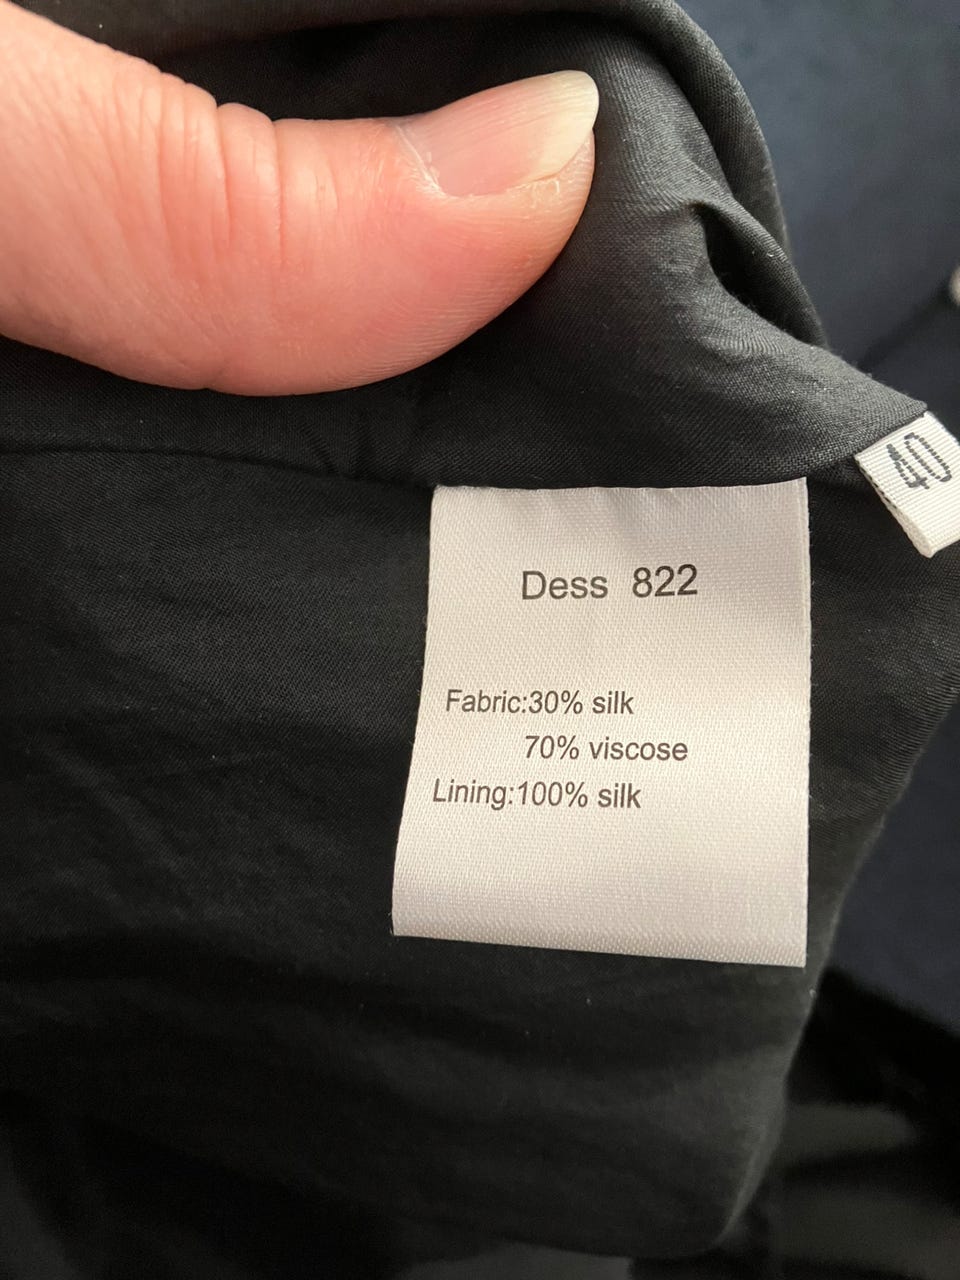 Dess 822
Fabric:30% silk
70% viscose
Lining:100% silk
40